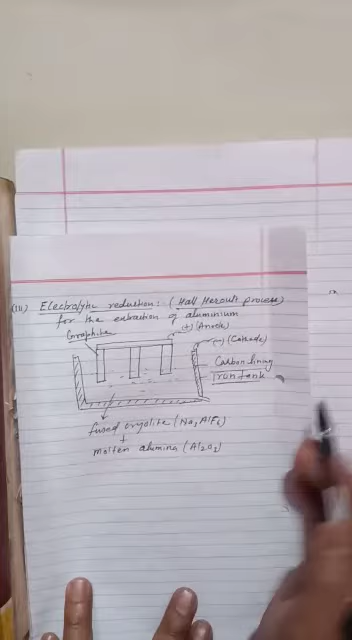 (III) Electrolytic reduction: (Hall Heroult process)
for the extraction of aluminium
Graphite
(+) (Anode)
(-) (Cathode)
Carbon lining
Iron tank
fused cryolite (Na3AlF6)
+
molten alumina (Al2O3)